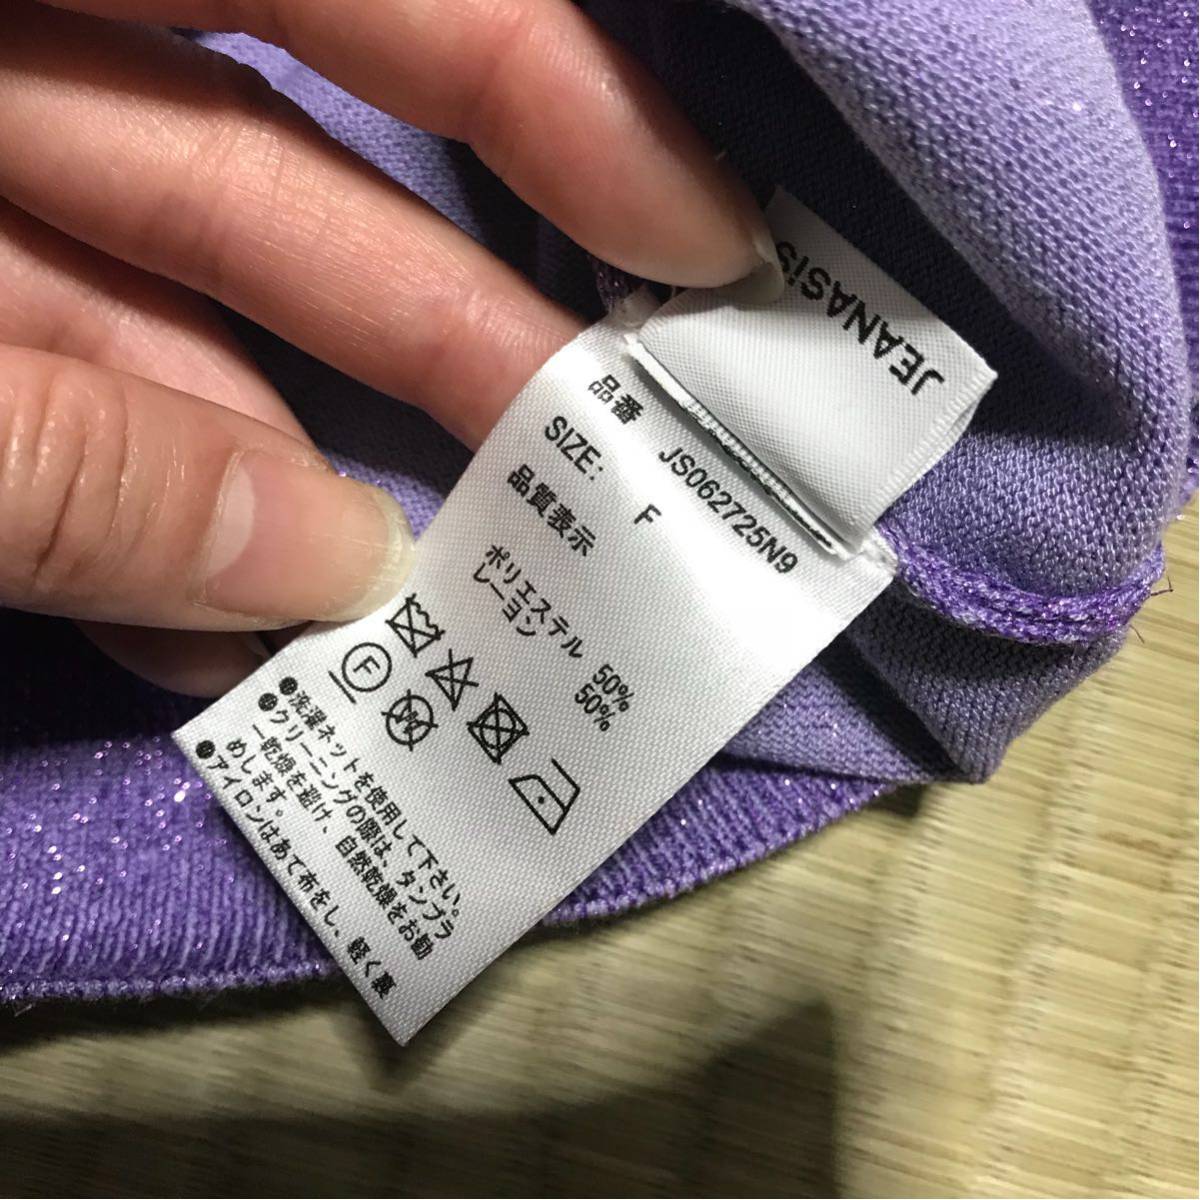 JEANASiS
品番 JS062725N9
SIZE: F
品質表示
ポリエステル 50%
レーヨン 50%
F
W
●洗濯ネットを使用して下さい。
●クリーニングの際は、タンブラ
ー乾燥を避け、自然乾燥をお勧
めします。
●アイロンはあて布をし、軽く裏